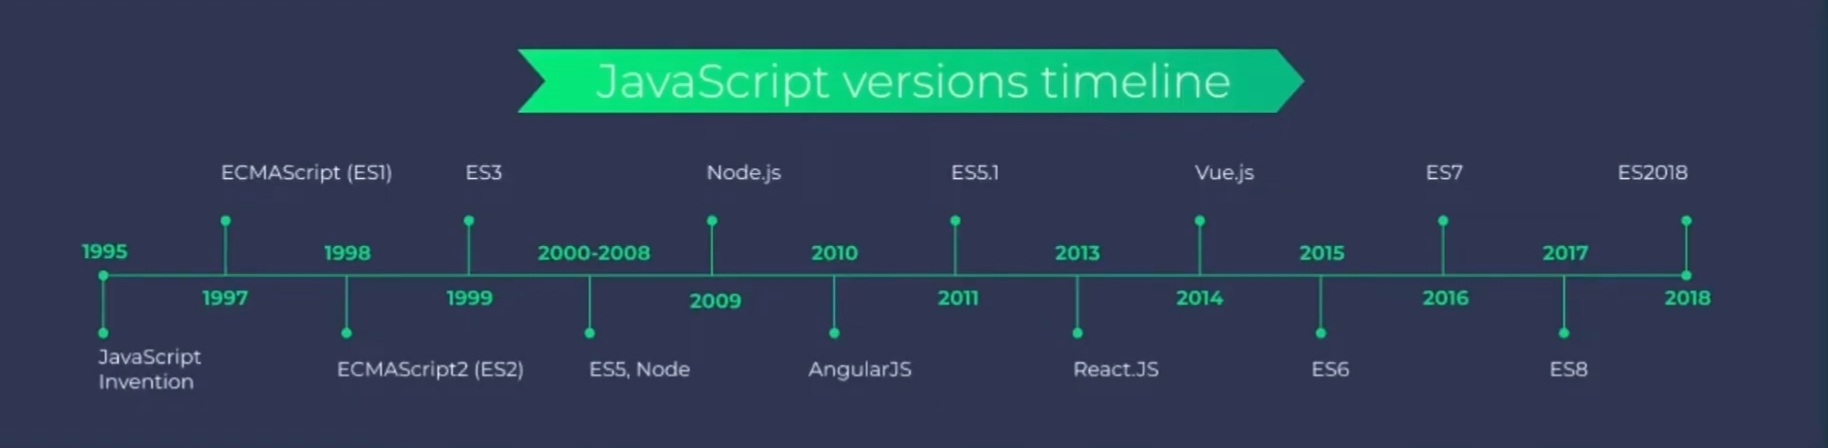 JavaScript versions timeline
ECMAScript (ES1)
ES3
Node.js
ES5.1
Vue.js
ES7
ES2018
1995
1998
2000-2008
2010
2013
2015
2017
1997
1999
2009
2011
2014
2016
2018
JavaScript
Invention
ECMAScript2 (ES2)
ES5, Node
AngularJS
React.JS
ES6
ES8